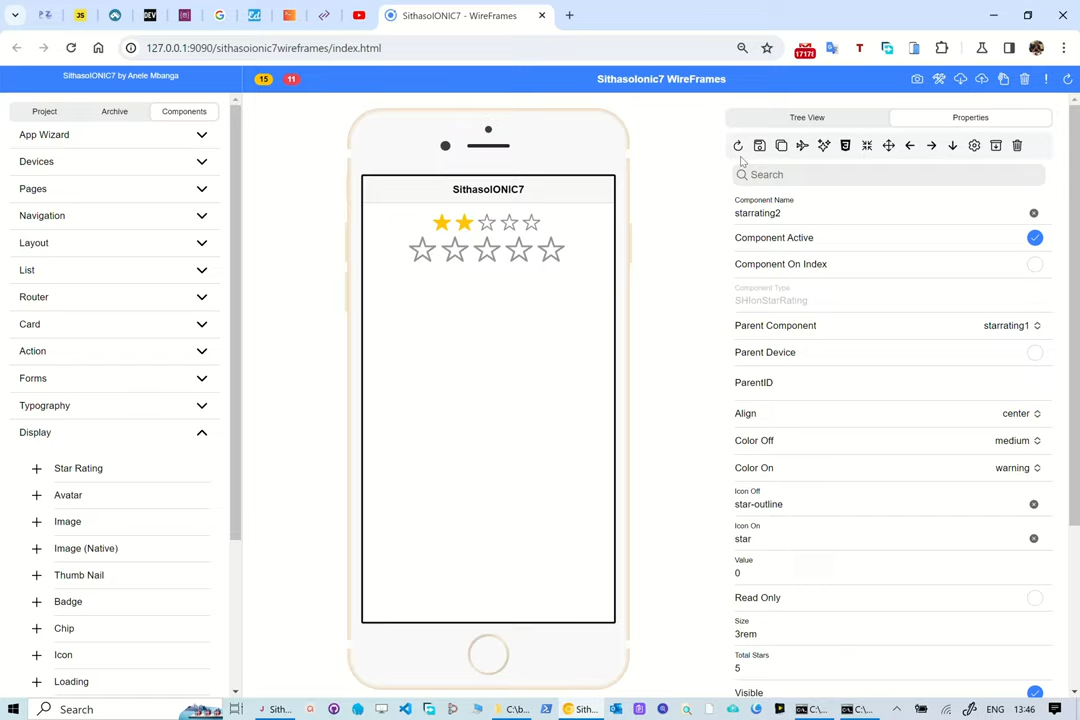 SithasoIONIC7 - WireFrames
127.0.0.1:9090/sithasoionic7wireframes/index.html
SithasoIONIC7 by Anele Mbanga
15
11
SithasoIonic7 WireFrames
Project
Archive
Components
App Wizard
Devices
Pages
Navigation
Layout
List
Router
Card
Action
Forms
Typography
Display
Star Rating
Avatar
Image
Image (Native)
Thumb Nail
Badge
Chip
Icon
Loading
SithasoIONIC7
Tree View
Properties
Search
Component Name
starrating2
Component Active
Component On Index
Component Type
SHIonStarRating
Parent Component
starrating1
Parent Device
ParentID
Align
center
Color Off
medium
Color On
warning
Icon Off
star-outline
Icon On
star
Value
0
Read Only
Size
3rem
Total Stars
5
Visible
Search
Sith...
C:\b...
Sith...
C:\...
C:\...
ENG
13:46